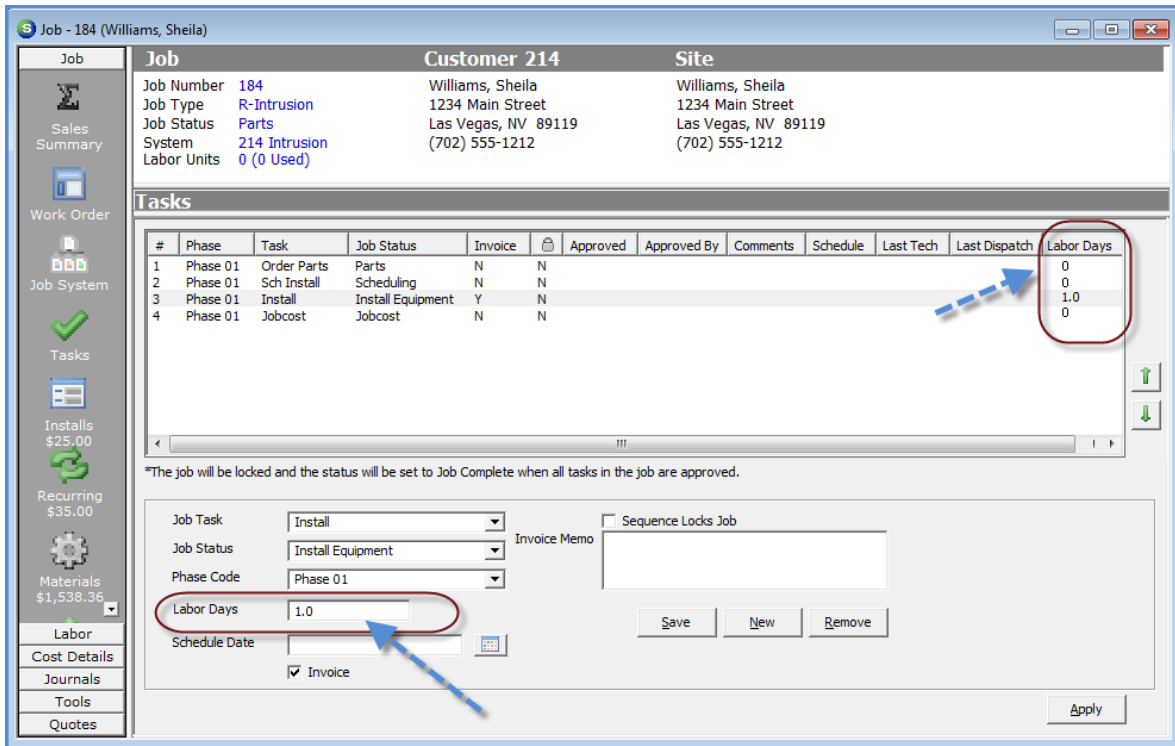 Job - 184 (Williams, Sheila)
Job
Sales
Summary
Work Order
Job System
Tasks
Installs
$25.00
Recurring
$35.00
Materials
$1,538.36
Labor
Cost Details
Journals
Tools
Quotes
Job Customer 214 Site
Job Number 184 Williams, Sheila Williams, Sheila
Job Type R-Intrusion 1234 Main Street 1234 Main Street
Job Status Parts Las Vegas, NV 89119 Las Vegas, NV 89119
System 214 Intrusion (702) 555-1212 (702) 555-1212
Labor Units 0 (0 Used)
Tasks
# Phase Task Job Status Invoice Approved Approved By Comments Schedule Last Tech Last Dispatch Labor Days
1 Phase 01 Order Parts Parts N N 0
2 Phase 01 Sch Install Scheduling N N 0
3 Phase 01 Install Install Equipment Y N 1.0
4 Phase 01 Jobcost Jobcost N N 0
*The job will be locked and the status will be set to Job Complete when all tasks in the job are approved.
Job Task Install Sequence Locks Job
Job Status Install Equipment Invoice Memo
Phase Code Phase 01
Labor Days 1.0
Save New Remove
Schedule Date
Invoice
Apply